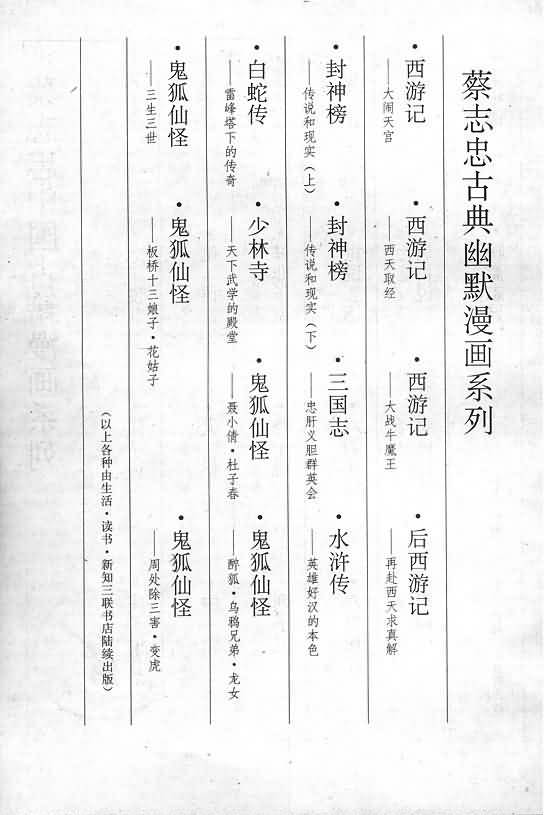 蔡志忠古典幽默漫画系列
•西游记
——大闹天宫
•西游记
——西天取经
•西游记
——大战牛魔王
•后西游记
——再赴西天求真解
•封神榜
——传说和现实（上）
•封神榜
——传说和现实（下）
•三国志
——忠肝义胆群英会
•水浒传
——英雄好汉的本色
•白蛇传
——雷峰塔下的传奇
•少林寺
——天下武学的殿堂
•鬼狐仙怪
——聂小倩•杜子春
•鬼狐仙怪
——醉狐•乌鸦兄弟•龙女
•鬼狐仙怪
——三生三世
•鬼狐仙怪
——板桥十三娘子•花姑子
•鬼狐仙怪
——周处除三害•变虎
（以上各种由生活•读书•新知三联书店陆续出版）